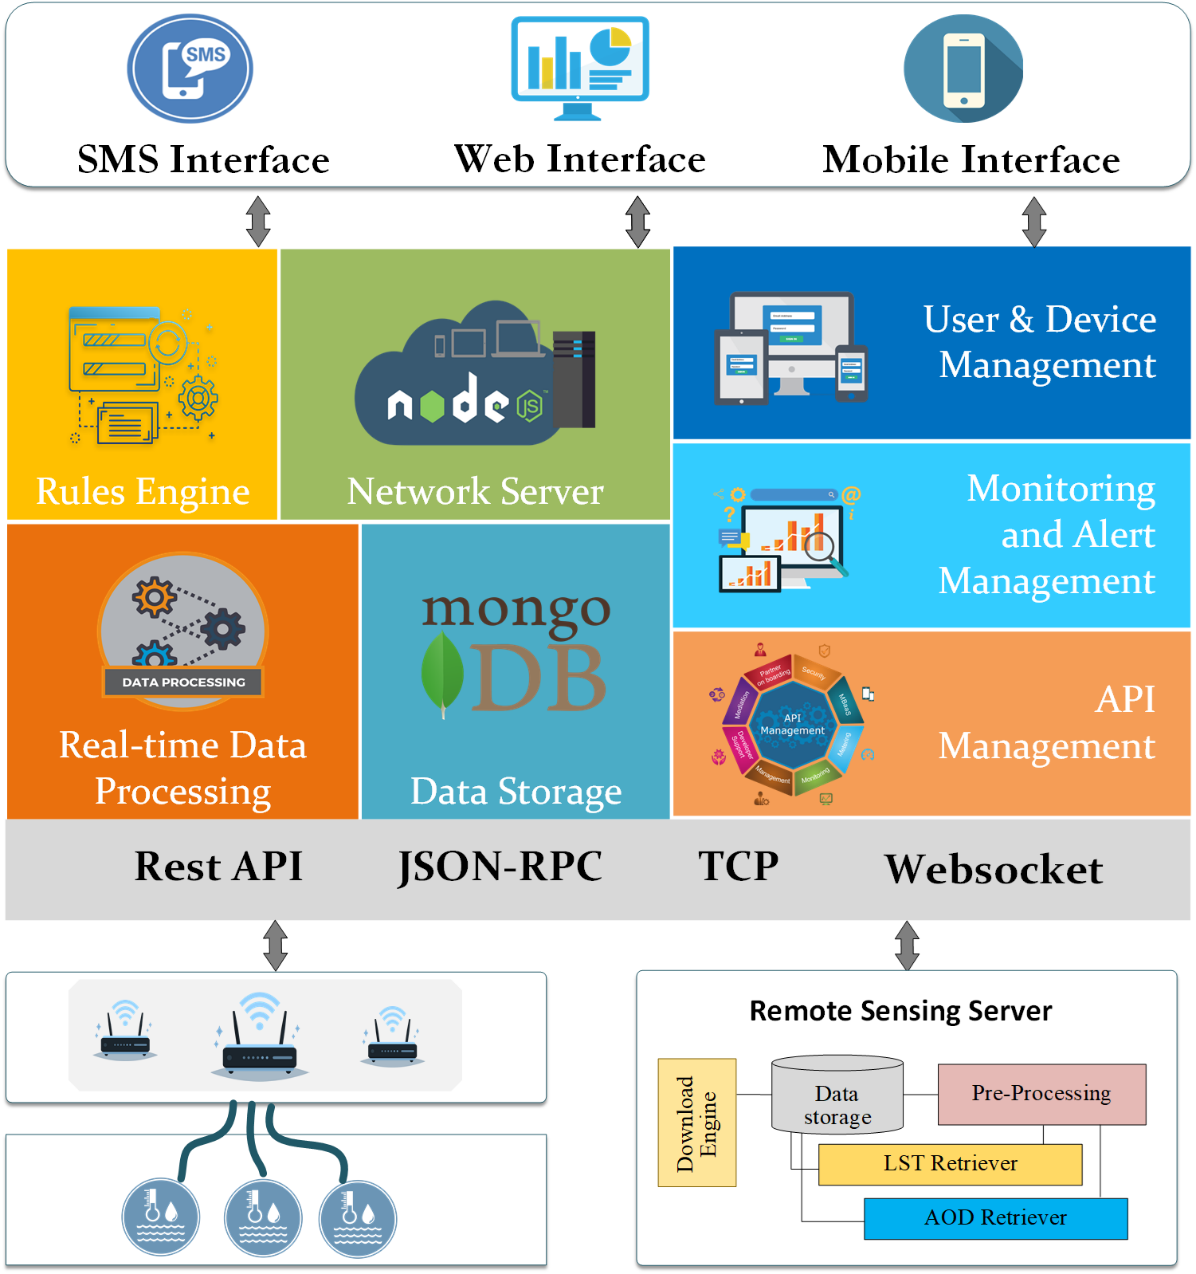 SMS
SMS Interface
Web Interface
Mobile Interface
Rules Engine
node
JS
Network Server
User & Device
Management
Monitoring
and Alert
Management
@
?
i
DATA PROCESSING
Real-time Data
Processing
mongo
DB
Data Storage
Partner
on boarding
Security
MBaaS
Mediation
API
Management
Developer
Support
Management
Monitoring
API
Management
Rest API
JSON-RPC
TCP
Websocket
Remote Sensing Server
Download
Engine
Data
storage
Pre-Processing
LST Retriever
AOD Retriever